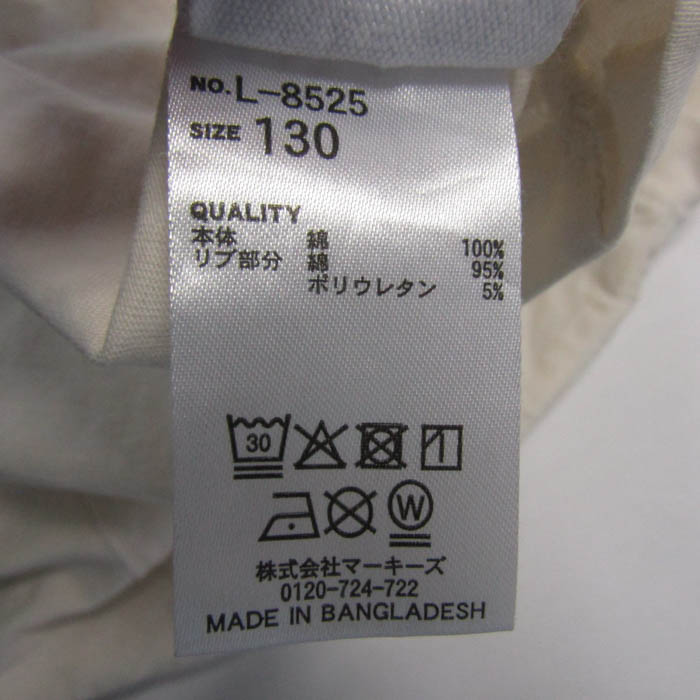 NO. L-8525
SIZE 130
QUALITY
本体 綿 100%
リブ部分 綿 95%
ポリウレタン 5%
30
W
株式会社マーキーズ
0120-724-722
MADE IN BANGLADESH